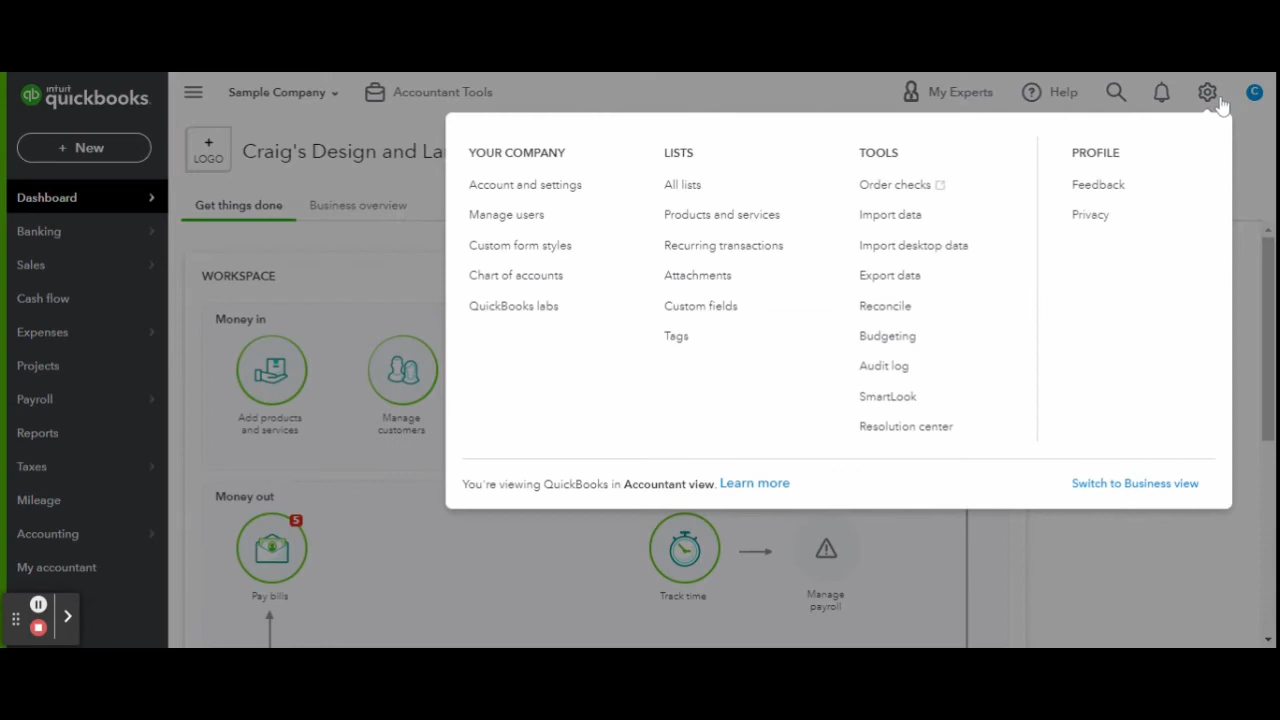 intuit
quickbooks
+ New
Dashboard
Banking
Sales
Cash flow
Expenses
Projects
Payroll
Reports
Taxes
Mileage
Accounting
My accountant
Sample Company
Accountant Tools
My Experts
Help
C
+
LOGO
Craig's Design and La
Get things done
Business overview
WORKSPACE
Money in
Add products
and services
Manage
customers
Money out
5
Pay bills
Track time
Manage
payroll
YOUR COMPANY
Account and settings
Manage users
Custom form styles
Chart of accounts
QuickBooks labs
LISTS
All lists
Products and services
Recurring transactions
Attachments
Custom fields
Tags
TOOLS
Order checks
Import data
Import desktop data
Export data
Reconcile
Budgeting
Audit log
SmartLook
Resolution center
PROFILE
Feedback
Privacy
You're viewing QuickBooks in Accountant view. Learn more
Switch to Business view